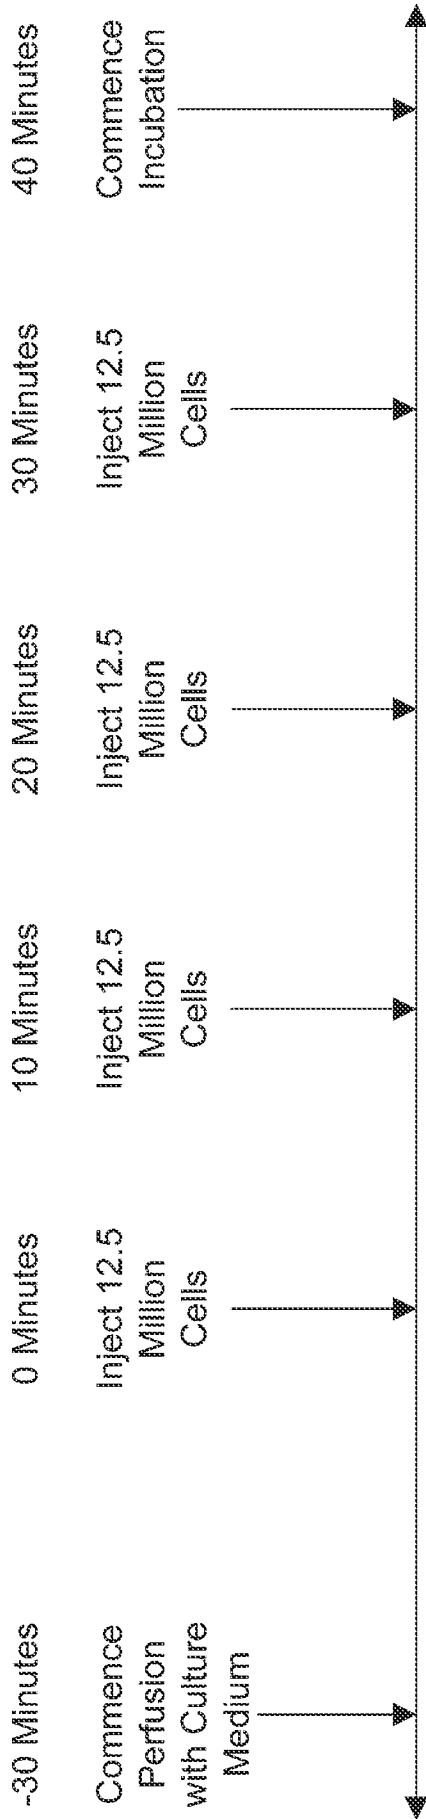 -30 Minutes
Commence
Perfusion
with Culture
Medium
0 Minutes
Inject 12.5
Million
Cells
10 Minutes
Inject 12.5
Million
Cells
20 Minutes
Inject 12.5
Million
Cells
30 Minutes
Inject 12.5
Million
Cells
40 Minutes
Commence
Incubation